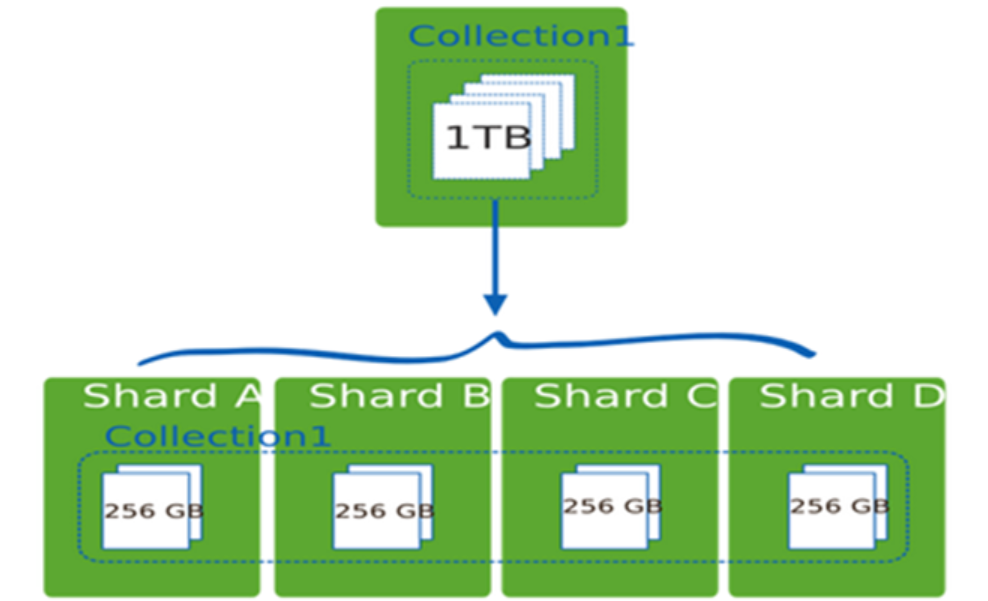 Collection1
1TB
Shard A
Shard B
Shard C
Shard D
Collection1
256 GB
256 GB
256 GB
256 GB